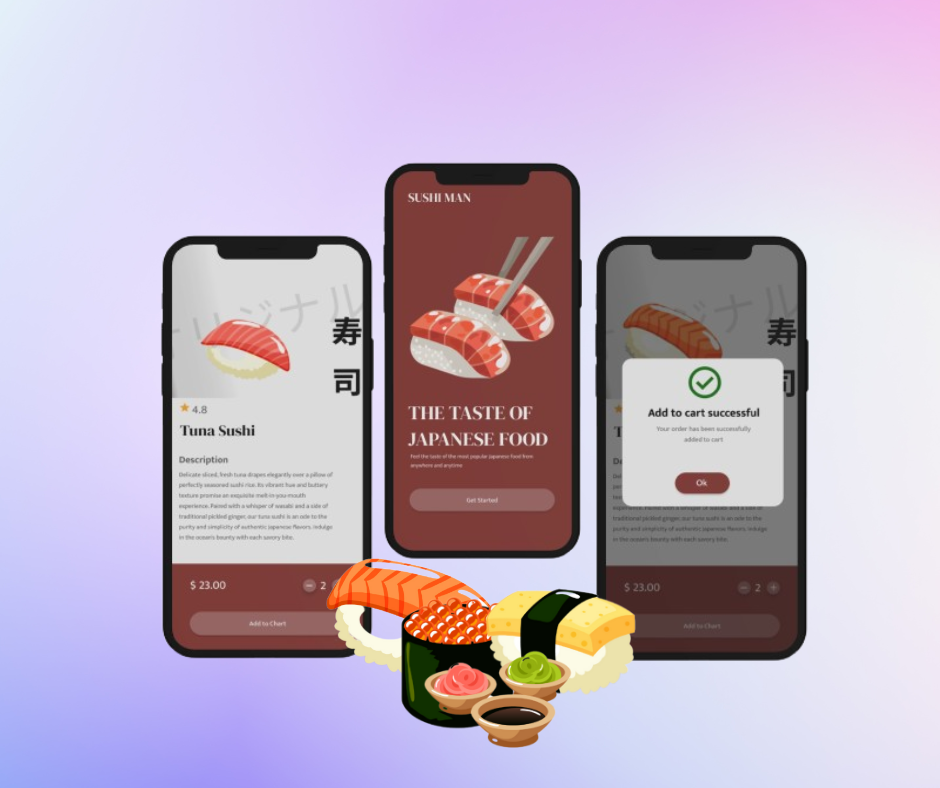 SUSHI MAN
THE TASTE OF
JAPANESE FOOD
Feel the taste of the most popular Japanese food from
anywhere and anytime
Get Started
オリジナル
寿
司
4.8
Tuna Sushi
Description
Delicate sliced, fresh tuna drapes elegantly over a pillow of
perfectly seasoned sushi rice. Its vibrant hue and buttery
texture promise an exquisite melt-in-you-mouth
experience. Paired with a whisper of wasabi and a side of
traditional pickled ginger, our tuna sushi is an ode to the
purity and simplicity of authentic Japanese flavors. Indulge
in the ocean's bounty with each savory bite.
$ 23.00
− 2
Add to Chart
リジナル
寿
司
T
De
Add to cart successful
Your order has been successfully
added to cart
Ok
experience. Paired with a whisper of wasabi and a side of
traditional pickled ginger, our tuna sushi is an ode to the
purity and simplicity of authentic Japanese flavors. Indulge
in the ocean's bounty with each savory bite.
$ 23.00
− 2 +
Add to Chart